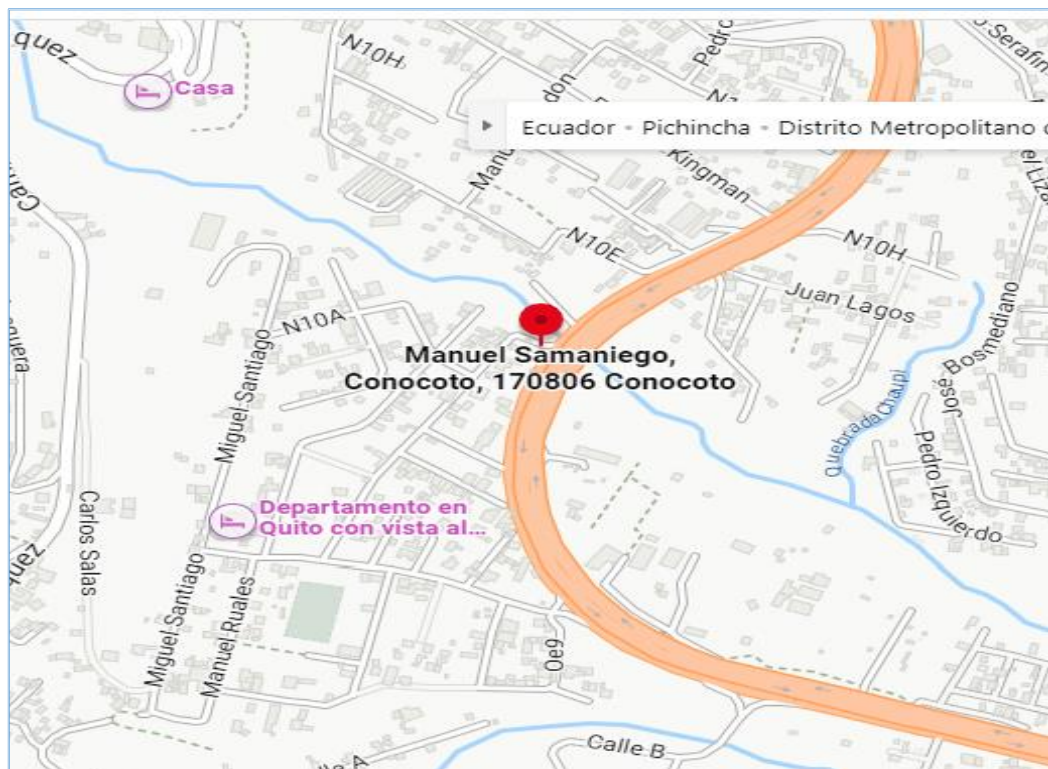 quez
Casa
N10H
Pedro
Ecuador • Pichincha • Distrito Metropolitano
Kingman
N10E
N10H
Juan Lagos
N10A
Manuel Samaniego,
Conocoto, 170806 Conocoto
Miguel Santiago
Bosmediano
José
Quebrada Chaupi
Pedro Izquierdo
Carlos Salas
Departamento en
Quito con vista al...
Miguel Santiago
Manuel Ruales
Oe9
Calle B